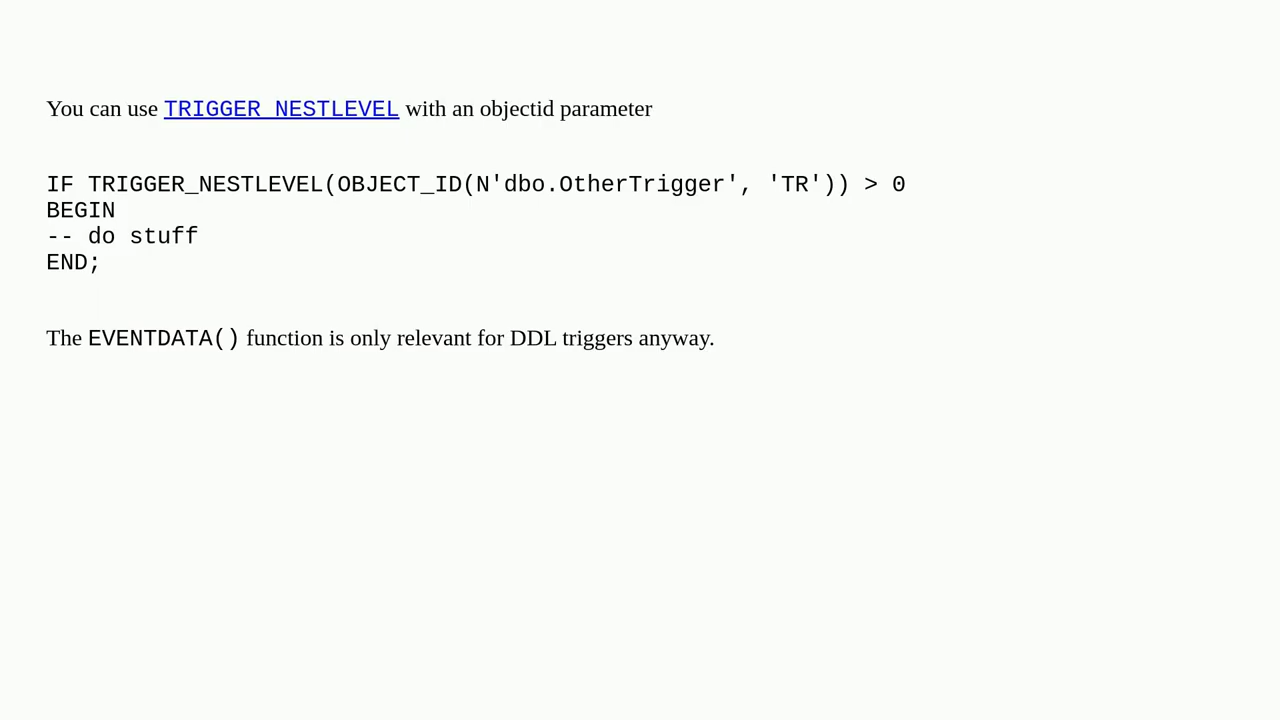 You can use TRIGGER_NESTLEVEL with an objectid parameter
IF TRIGGER_NESTLEVEL(OBJECT_ID(N'dbo.OtherTrigger', 'TR')) > 0
BEGIN
-- do stuff
END;
The EVENTDATA() function is only relevant for DDL triggers anyway.